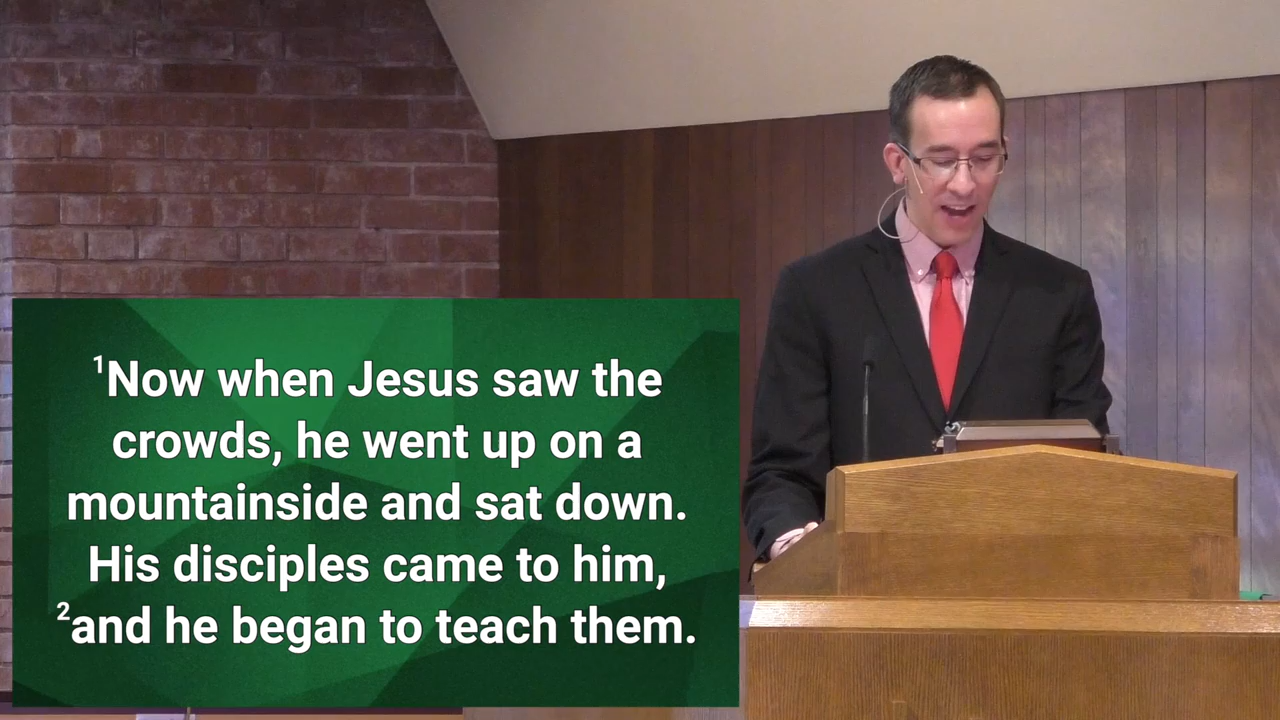 ¹Now when Jesus saw the
crowds, he went up on a
mountainside and sat down.
His disciples came to him,
²and he began to teach them.